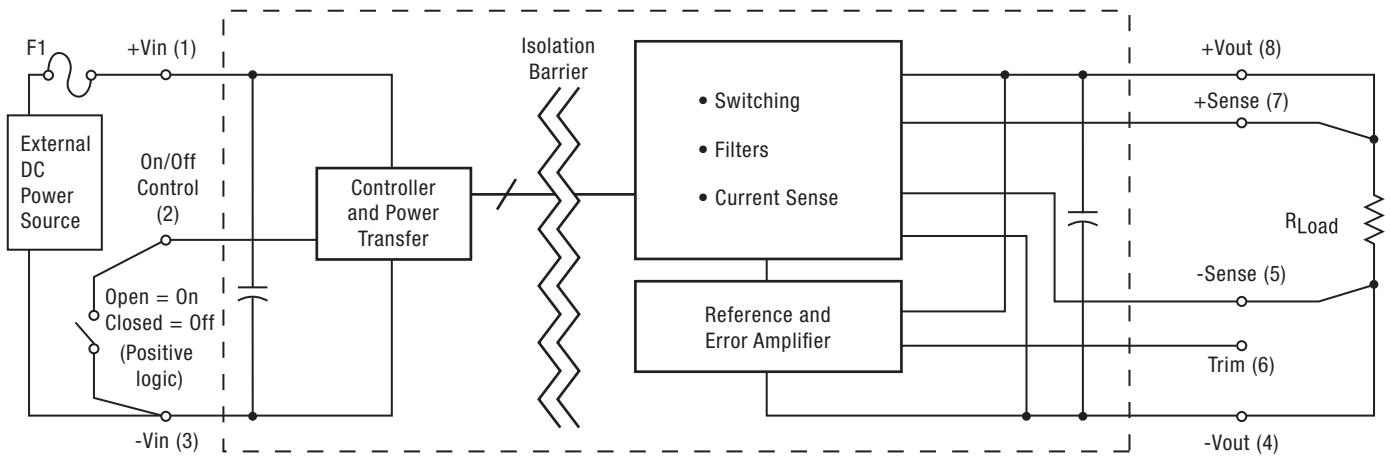 F1
+Vin (1)
External
DC
Power
Source
On/Off
Control
(2)
Open = On
Closed = Off
(Positive
logic)
-Vin (3)
Controller
and Power
Transfer
Isolation
Barrier
• Switching
• Filters
• Current Sense
Reference and
Error Amplifier
+Vout (8)
+Sense (7)
RLoad
-Sense (5)
Trim (6)
-Vout (4)